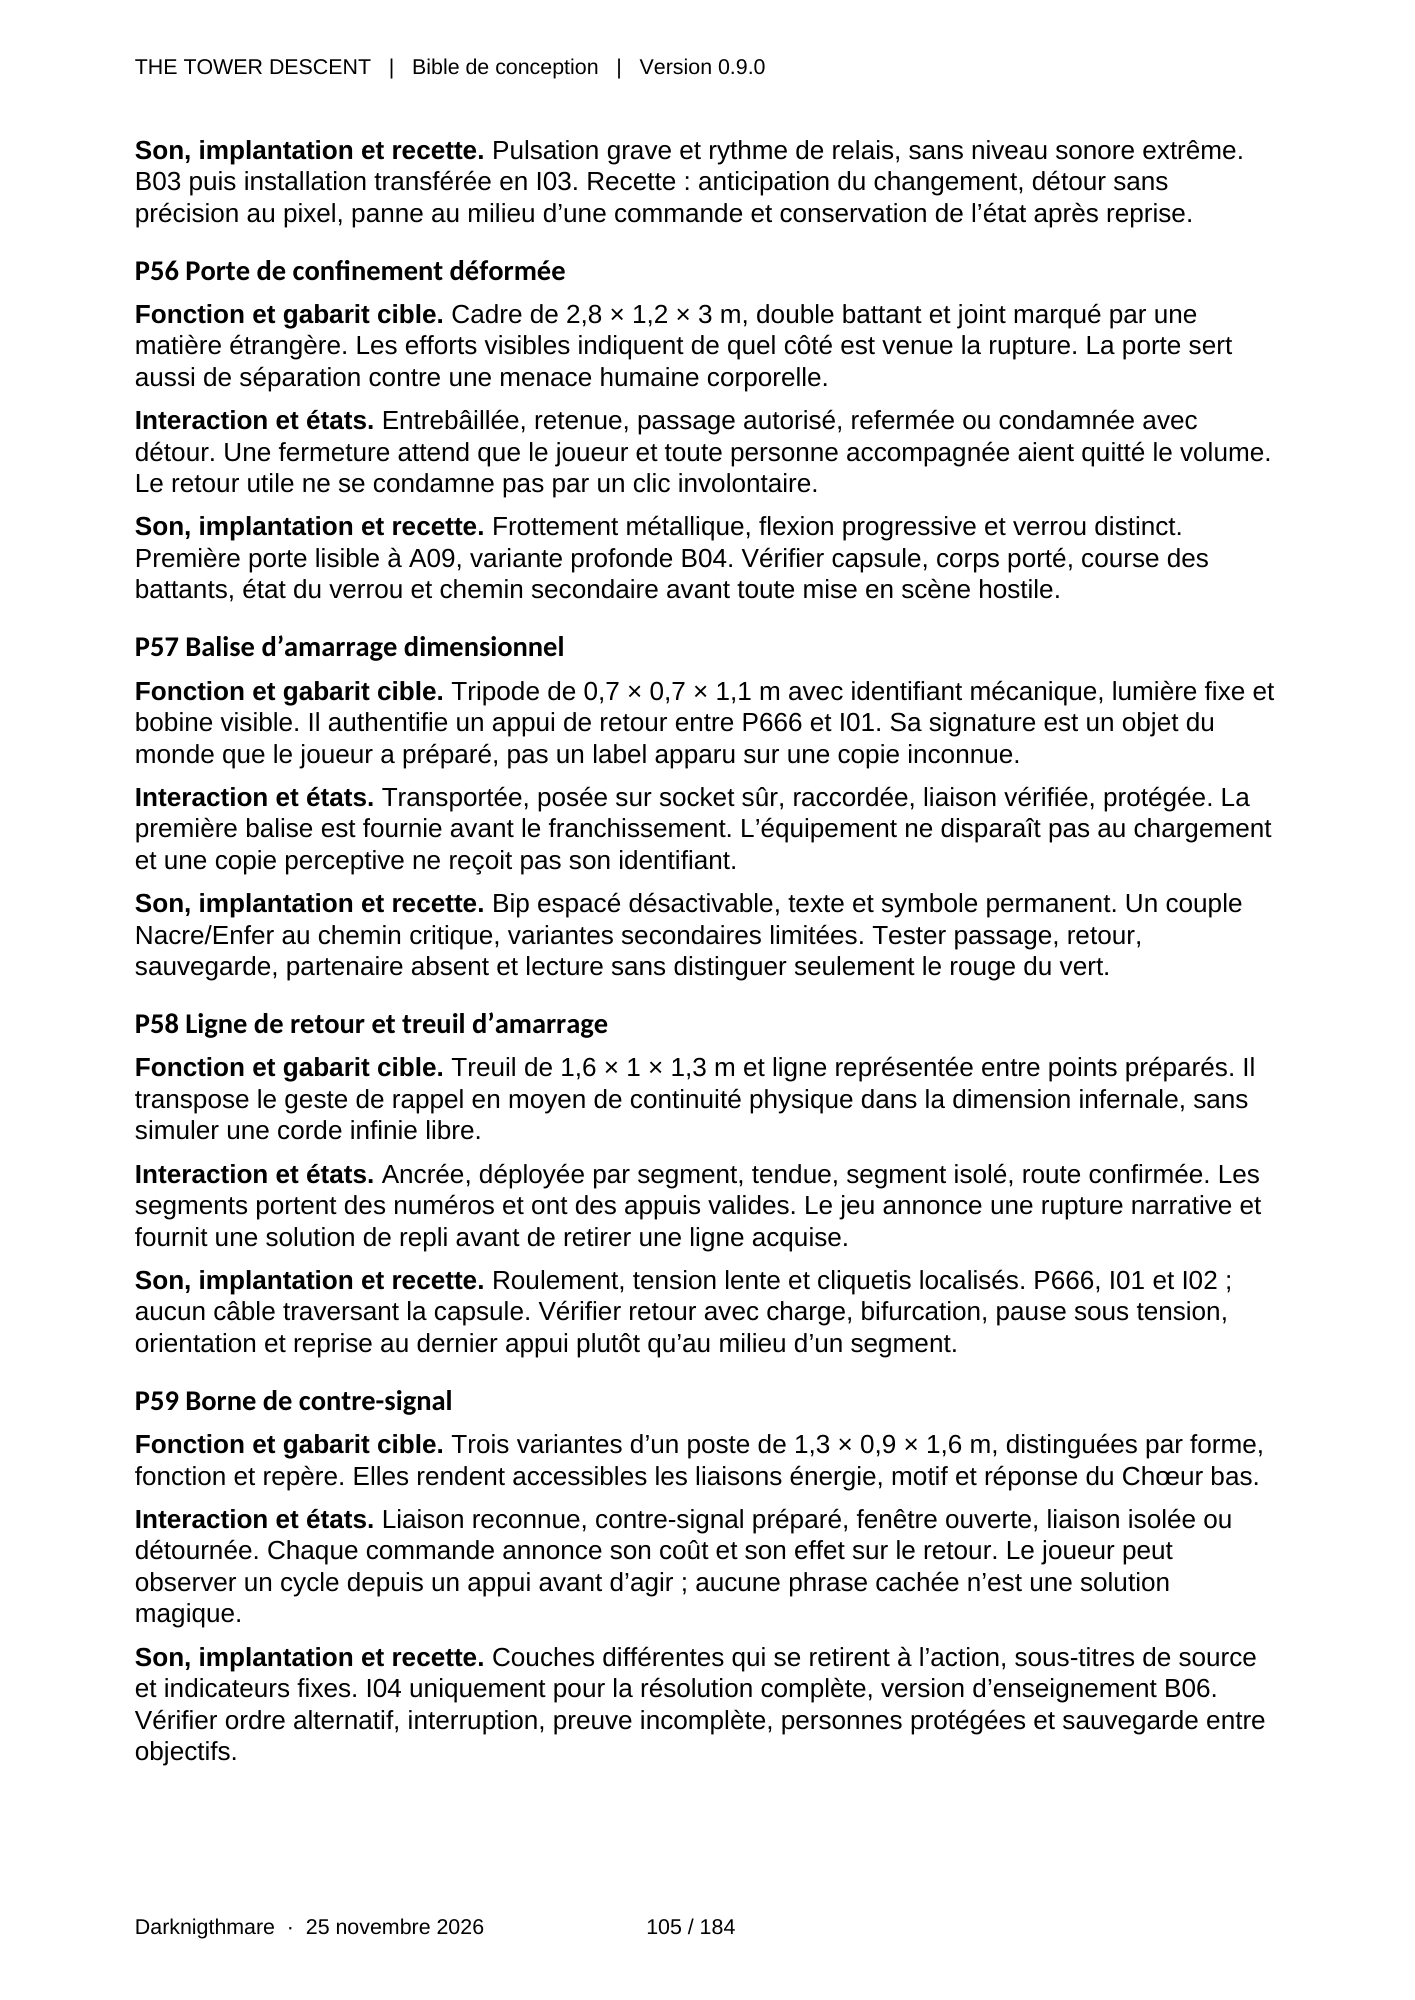 THE TOWER DESCENT | Bible de conception | Version 0.9.0
Son, implantation et recette. Pulsation grave et rythme de relais, sans niveau sonore extrême.
B03 puis installation transférée en I03. Recette : anticipation du changement, détour sans
précision au pixel, panne au milieu d’une commande et conservation de l’état après reprise.
P56 Porte de confinement déformée
Fonction et gabarit cible. Cadre de 2,8 × 1,2 × 3 m, double battant et joint marqué par une
matière étrangère. Les efforts visibles indiquent de quel côté est venue la rupture. La porte sert
aussi de séparation contre une menace humaine corporelle.
Interaction et états. Entrebâillée, retenue, passage autorisé, refermée ou condamnée avec
détour. Une fermeture attend que le joueur et toute personne accompagnée aient quitté le volume.
Le retour utile ne se condamne pas par un clic involontaire.
Son, implantation et recette. Frottement métallique, flexion progressive et verrou distinct.
Première porte lisible à A09, variante profonde B04. Vérifier capsule, corps porté, course des
battants, état du verrou et chemin secondaire avant toute mise en scène hostile.
P57 Balise d’amarrage dimensionnel
Fonction et gabarit cible. Tripode de 0,7 × 0,7 × 1,1 m avec identifiant mécanique, lumière fixe et
bobine visible. Il authentifie un appui de retour entre P666 et I01. Sa signature est un objet du
monde que le joueur a préparé, pas un label apparu sur une copie inconnue.
Interaction et états. Transportée, posée sur socket sûr, raccordée, liaison vérifiée, protégée. La
première balise est fournie avant le franchissement. L’équipement ne disparaît pas au chargement
et une copie perceptive ne reçoit pas son identifiant.
Son, implantation et recette. Bip espacé désactivable, texte et symbole permanent. Un couple
Nacre/Enfer au chemin critique, variantes secondaires limitées. Tester passage, retour,
sauvegarde, partenaire absent et lecture sans distinguer seulement le rouge du vert.
P58 Ligne de retour et treuil d’amarrage
Fonction et gabarit cible. Treuil de 1,6 × 1 × 1,3 m et ligne représentée entre points préparés. Il
transpose le geste de rappel en moyen de continuité physique dans la dimension infernale, sans
simuler une corde infinie libre.
Interaction et états. Ancrée, déployée par segment, tendue, segment isolé, route confirmée. Les
segments portent des numéros et ont des appuis valides. Le jeu annonce une rupture narrative et
fournit une solution de repli avant de retirer une ligne acquise.
Son, implantation et recette. Roulement, tension lente et cliquetis localisés. P666, I01 et I02 ;
aucun câble traversant la capsule. Vérifier retour avec charge, bifurcation, pause sous tension,
orientation et reprise au dernier appui plutôt qu’au milieu d’un segment.
P59 Borne de contre-signal
Fonction et gabarit cible. Trois variantes d’un poste de 1,3 × 0,9 × 1,6 m, distinguées par forme,
fonction et repère. Elles rendent accessibles les liaisons énergie, motif et réponse du Chœur bas.
Interaction et états. Liaison reconnue, contre-signal préparé, fenêtre ouverte, liaison isolée ou
détournée. Chaque commande annonce son coût et son effet sur le retour. Le joueur peut
observer un cycle depuis un appui avant d’agir ; aucune phrase cachée n’est une solution
magique.
Son, implantation et recette. Couches différentes qui se retirent à l’action, sous-titres de source
et indicateurs fixes. I04 uniquement pour la résolution complète, version d’enseignement B06.
Vérifier ordre alternatif, interruption, preuve incomplète, personnes protégées et sauvegarde entre
objectifs.
Darknigthmare · 25 novembre 2026 105 / 184